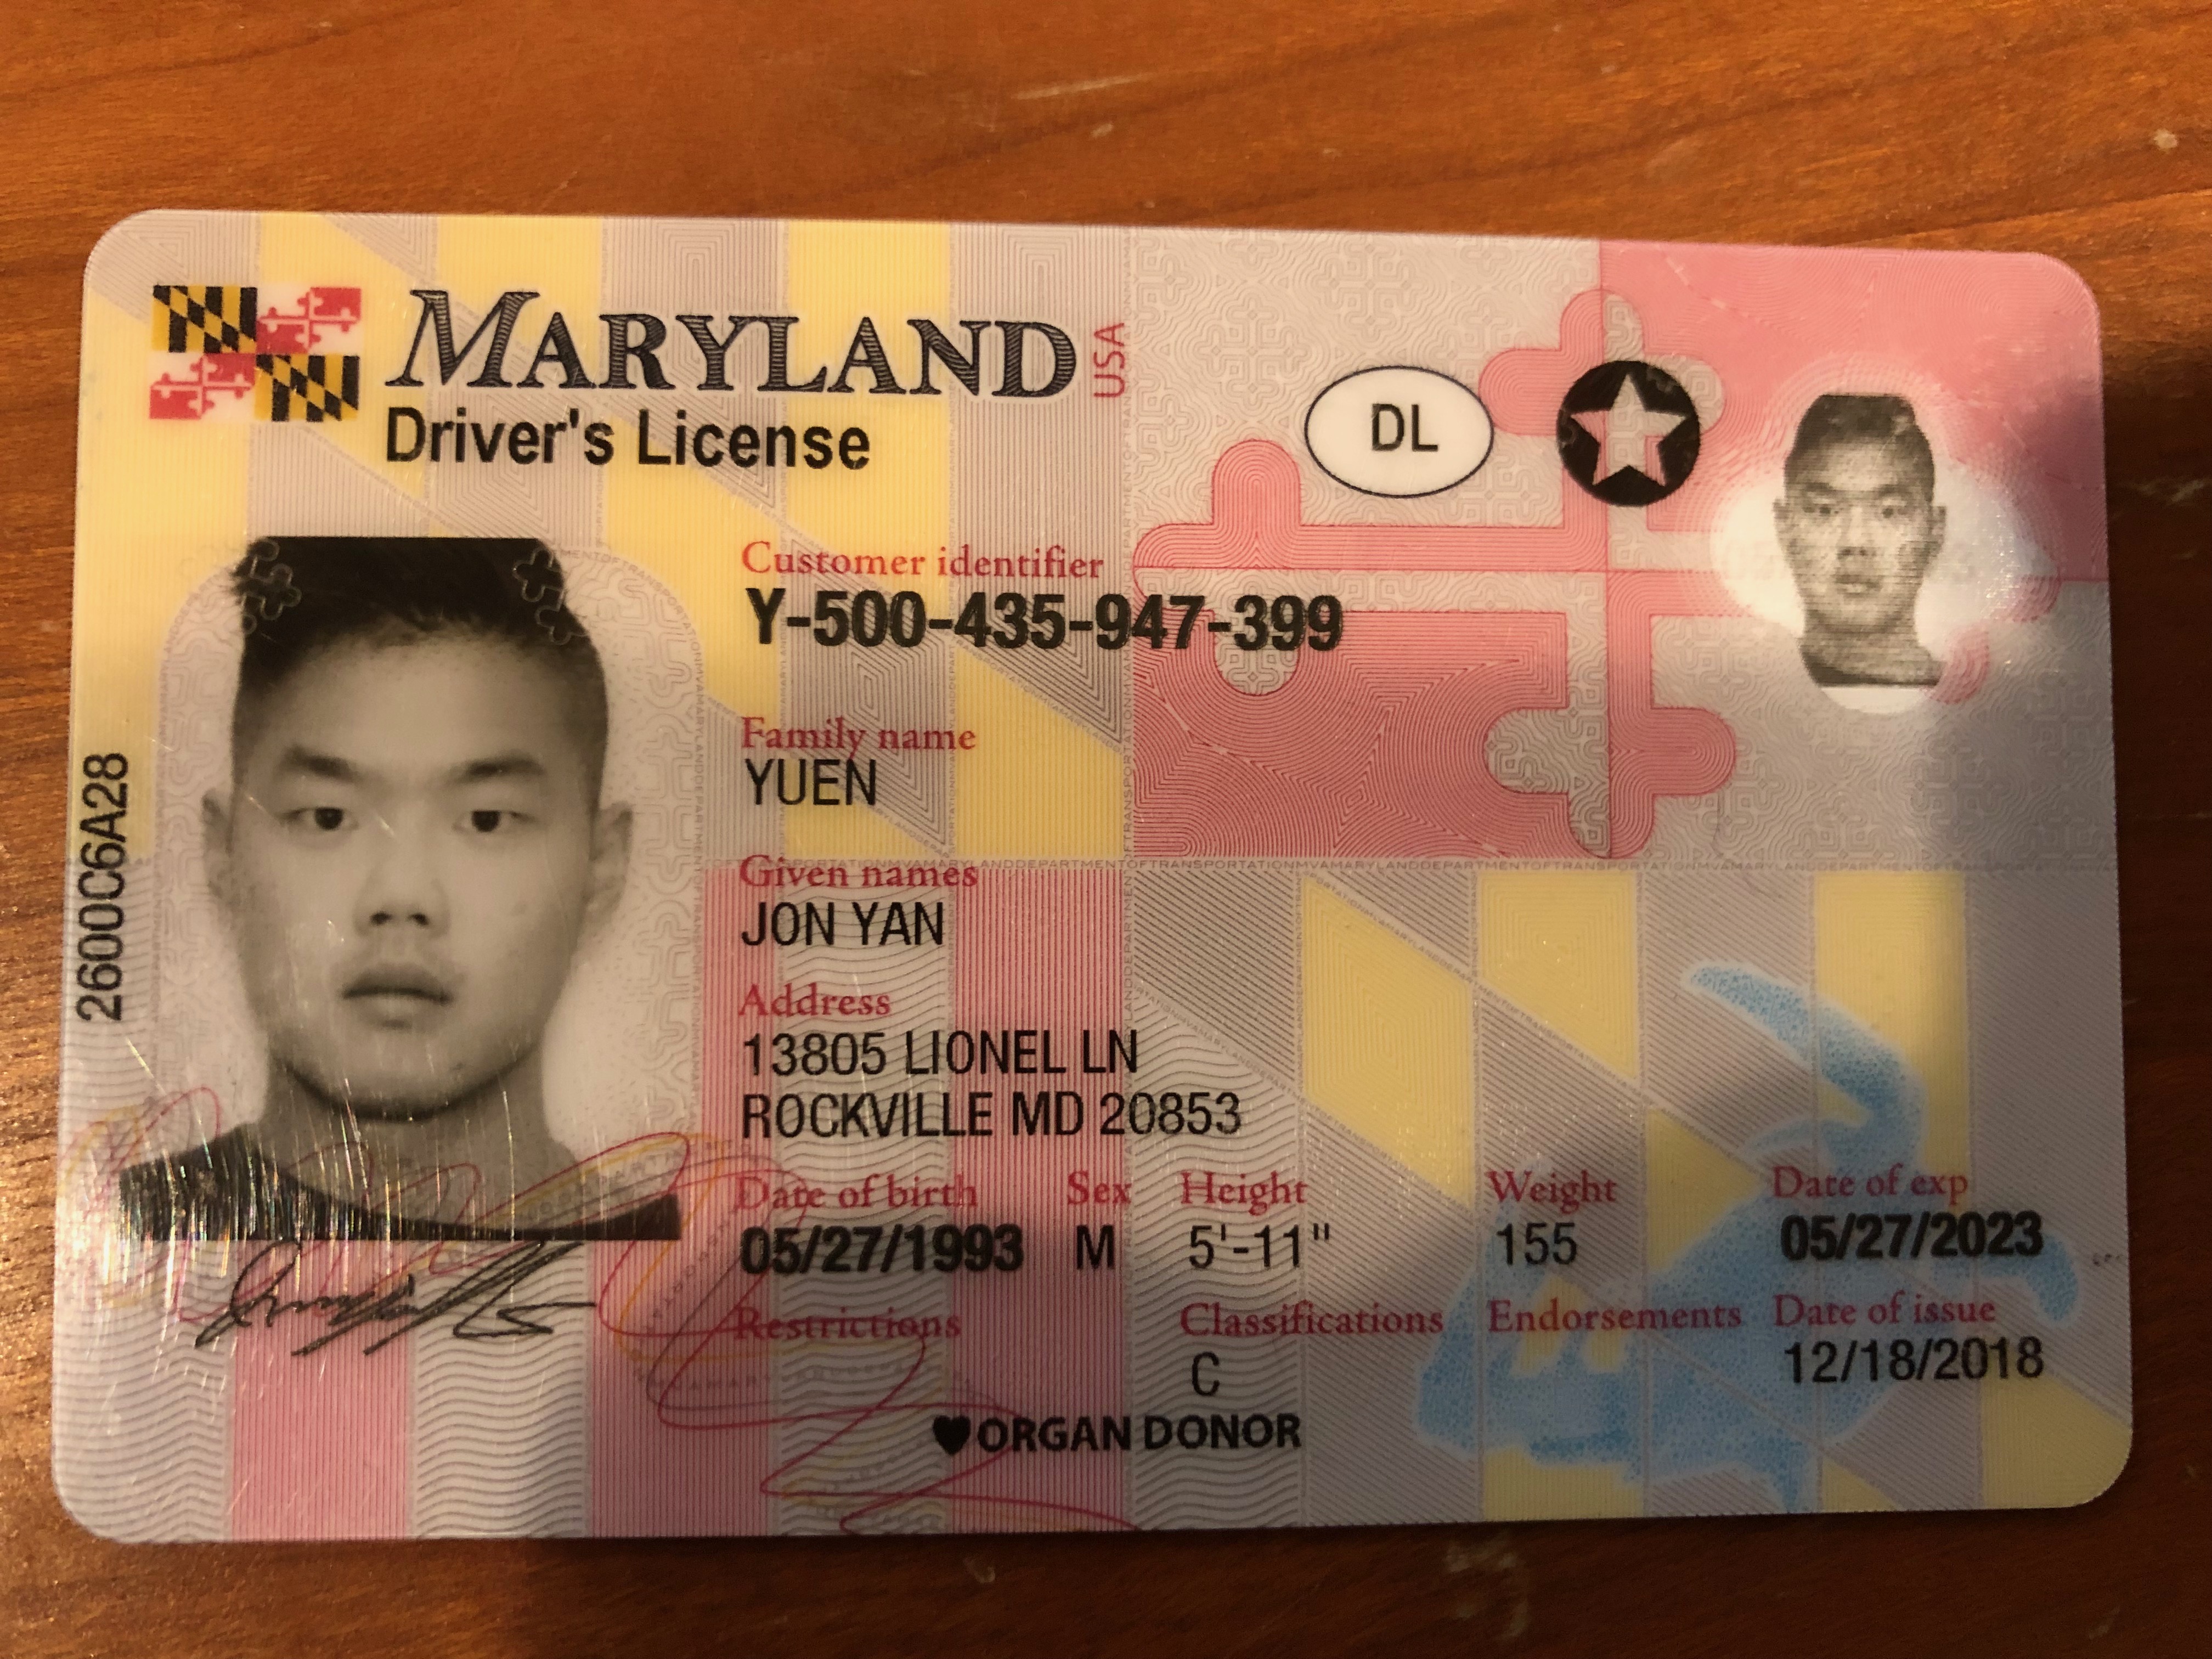 MARYLAND USA
Driver's License
DL
Customer identifier
Y-500-435-947-399
Family name
YUEN
Given names
JON YAN
Address
13805 LIONEL LN
ROCKVILLE MD 20853
Date of birth Sex Height Weight Date of exp
05/27/1993 M 5'-11" 155 05/27/2023
Restrictions Classifications Endorsements Date of issue
C 12/18/2018
ORGAN DONOR
2600C6A28